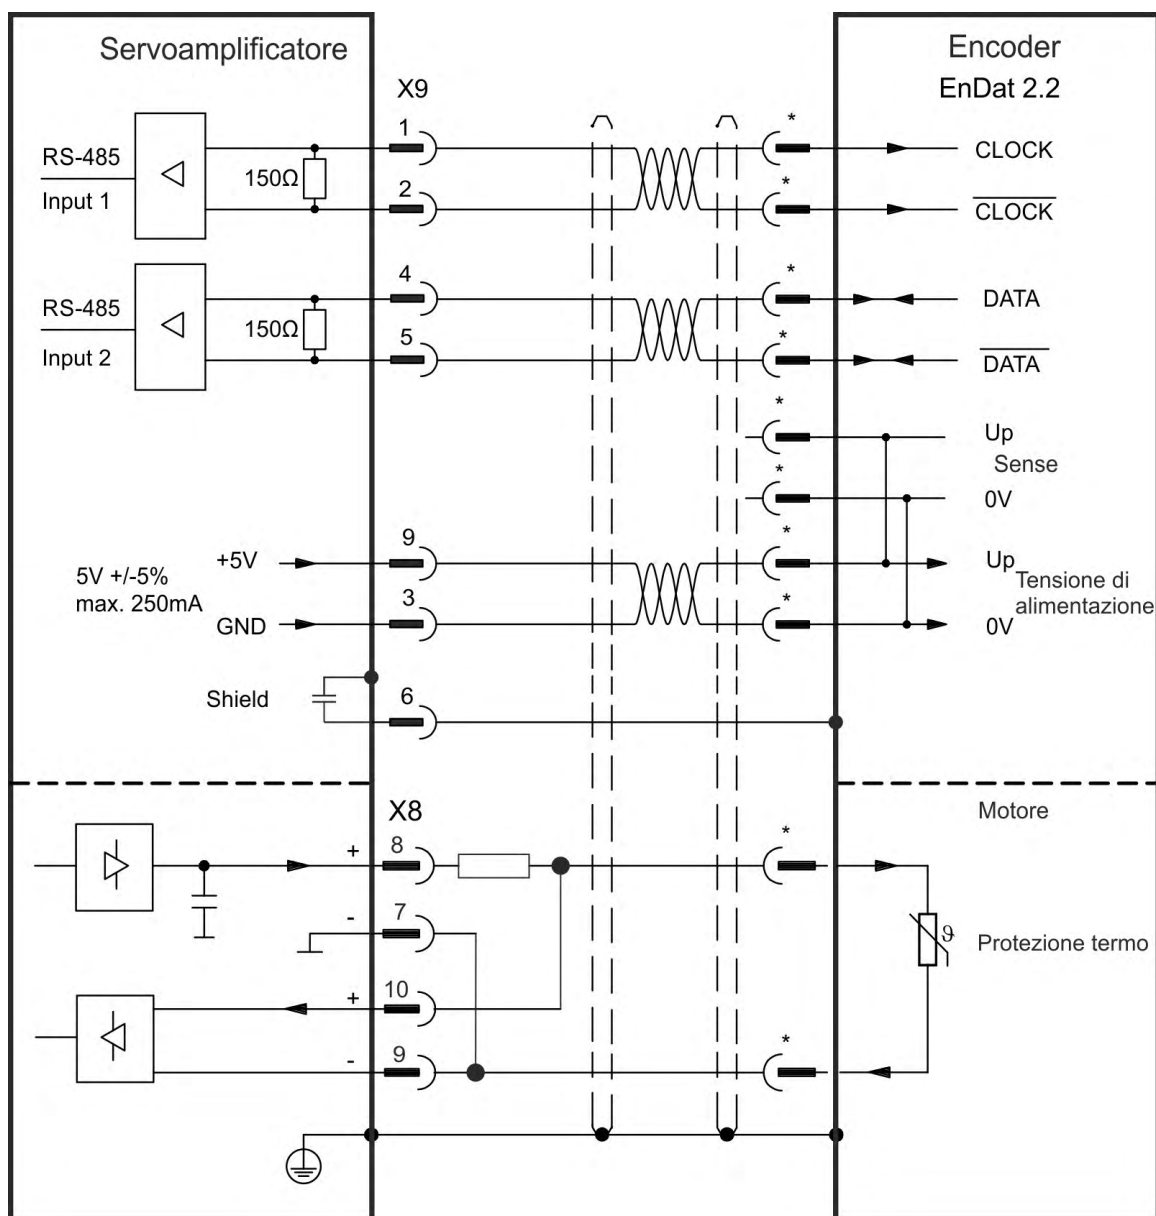 Servoamplificatore
Encoder
EnDat 2.2
X9
RS-485
Input 1
150Ω
1
2
*
*
CLOCK
CLOCK
RS-485
Input 2
150Ω
4
5
*
*
DATA
DATA
*
Up
Sense
*
0V
5V +/-5%
max. 250mA
+5V
GND
9
3
*
*
Up
Tensione di
alimentazione
0V
Shield
6
X8
Motore
+
8
*
-
7
ϑ
Protezione termo
+
10
-
9
*